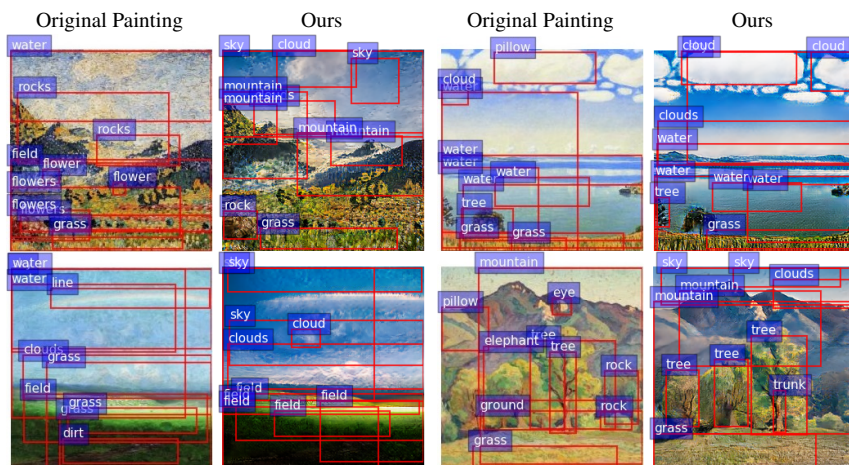 Original Painting Ours Original Painting Ours
water
rocks
rocks
field
flower
flower
flowers
flowers
grass
sky
cloud
sky
mountain
mountain
mountain
mountain
rock
grass
pillow
cloud
water
water
water
water
water
tree
grass
grass
cloud
cloud
clouds
water
water
tree
water
water
grass
water
water
line
clouds
grass
field
grass
grass
dirt
sky
sky
cloud
clouds
field
field
field
field
field
mountain
pillow
eye
elephant
tree
tree
rock
ground
rock
grass
sky
sky
clouds
mountain
mountain
tree
tree
tree
trunk
grass